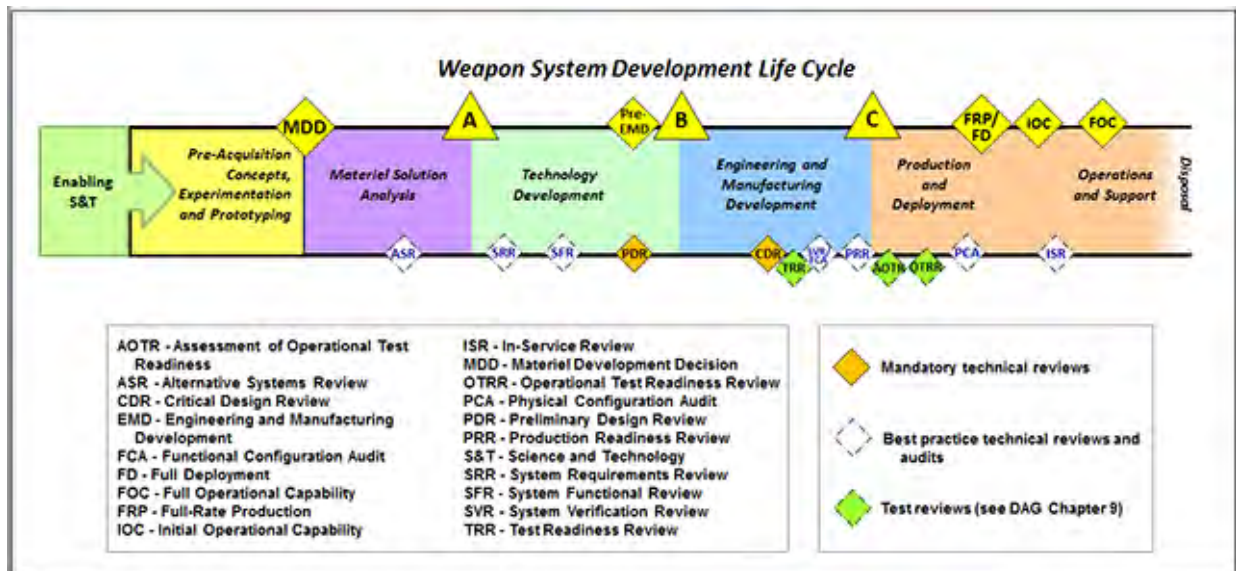 Weapon System Development Life Cycle
MDD
A
Pre-
EMD
B
C
FRP/
FD
IOC
FOC
Enabling
S&T
Pre-Acquisition
Concepts,
Experimentation
and Prototyping
Materiel Solution
Analysis
Technology
Development
Engineering and
Manufacturing
Development
Production
and
Deployment
Operations
and Support
Disposal
ASR
SRR
SFR
PDR
CDR
TRR
SVR/
FCA
PRR
AOTR
OTRR
PCA
ISR
AOTR - Assessment of Operational Test
Readiness
ASR - Alternative Systems Review
CDR - Critical Design Review
EMD - Engineering and Manufacturing
Development
FCA - Functional Configuration Audit
FD - Full Deployment
FOC - Full Operational Capability
FRP - Full-Rate Production
IOC - Initial Operational Capability
ISR - In-Service Review
MDD - Materiel Development Decision
OTRR - Operational Test Readiness Review
PCA - Physical Configuration Audit
PDR - Preliminary Design Review
PRR - Production Readiness Review
S&T - Science and Technology
SRR - System Requirements Review
SFR - System Functional Review
SVR - System Verification Review
TRR - Test Readiness Review
Mandatory technical reviews
Best practice technical reviews and
audits
Test reviews (see DAG Chapter 9)